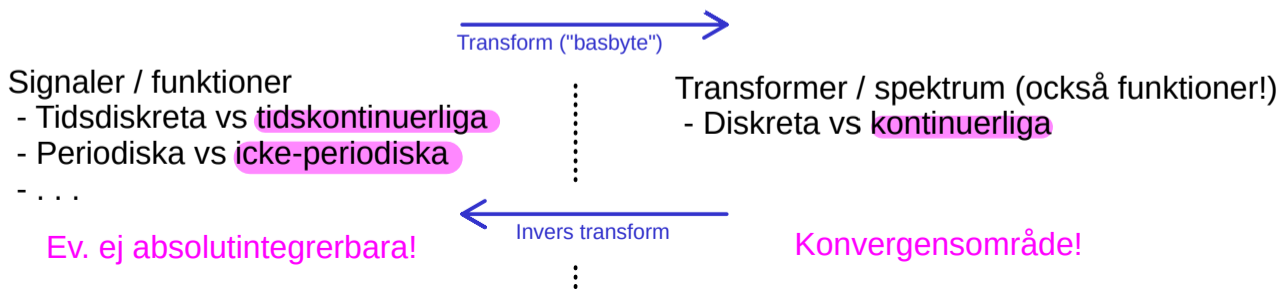 Transform ("basbyte")
Signaler / funktioner
- Tidsdiskreta vs tidskontinuerliga
- Periodiska vs icke-periodiska
- . . .
Ev. ej absolutintegrerbara!
Transformer / spektrum (också funktioner!)
- Diskreta vs kontinuerliga
Invers transform
Konvergensområde!